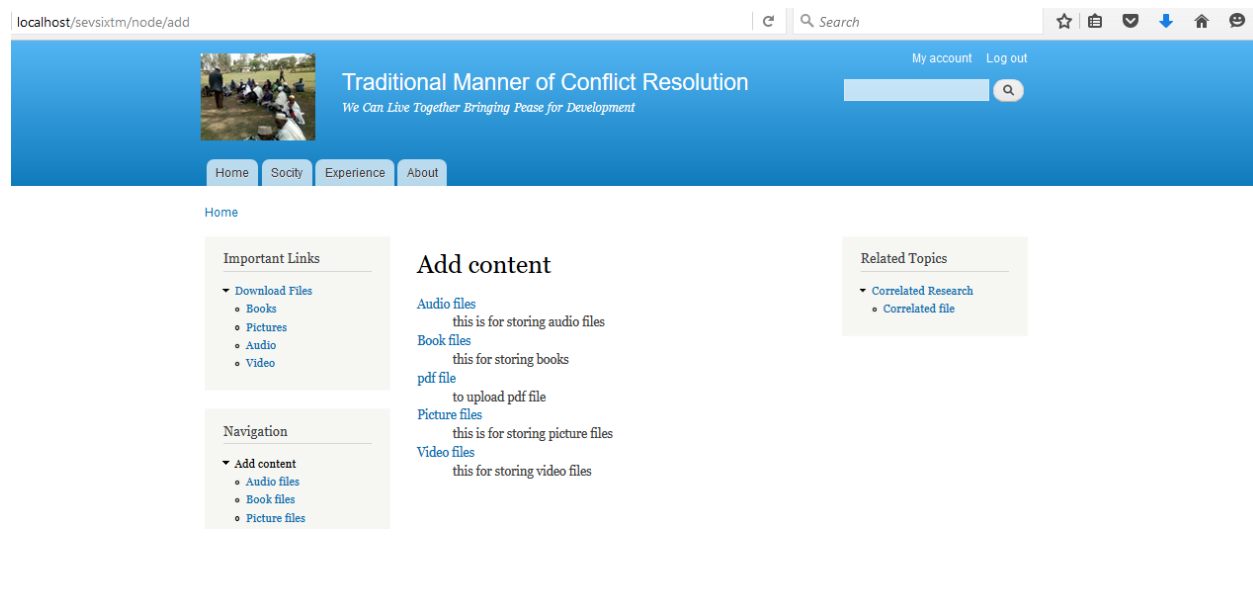 localhost/sevsixtm/node/add
Search
My account Log out
Traditional Manner of Conflict Resolution
We Can Live Together Bringing Pease for Development
Home Socity Experience About
Home
Important Links
Download Files
Books
Pictures
Audio
Video
Navigation
Add content
Audio files
Book files
Picture files
Add content
Audio files
this is for storing audio files
Book files
this for storing books
pdf file
to upload pdf file
Picture files
this is for storing picture files
Video files
this for storing video files
Related Topics
Correlated Research
Correlated file